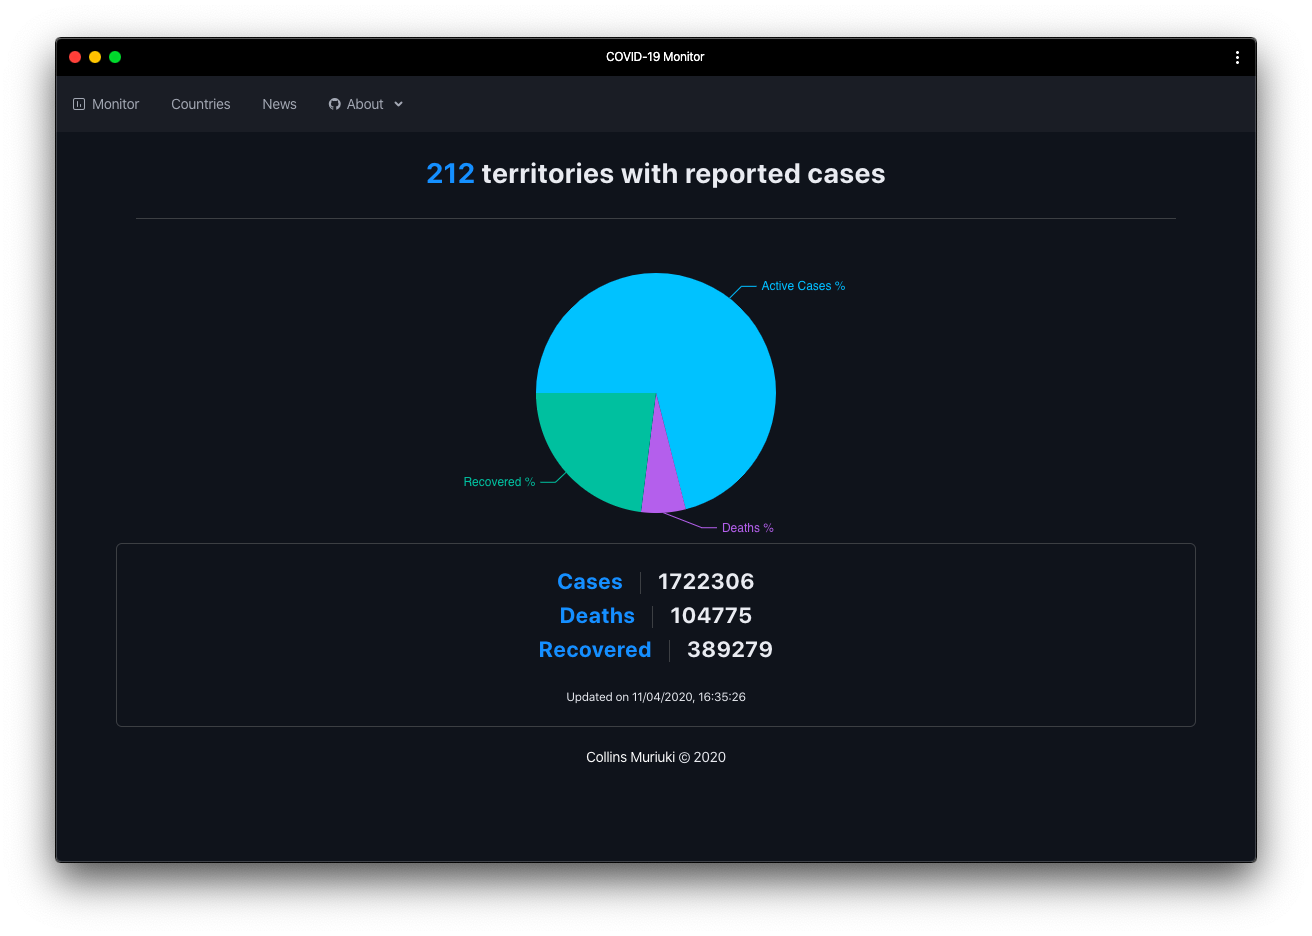 COVID-19 Monitor
Monitor Countries News About
212 territories with reported cases
Active Cases %
Recovered %
Deaths %
Cases 1722306
Deaths 104775
Recovered 389279
Updated on 11/04/2020, 16:35:26
Collins Muriuki © 2020